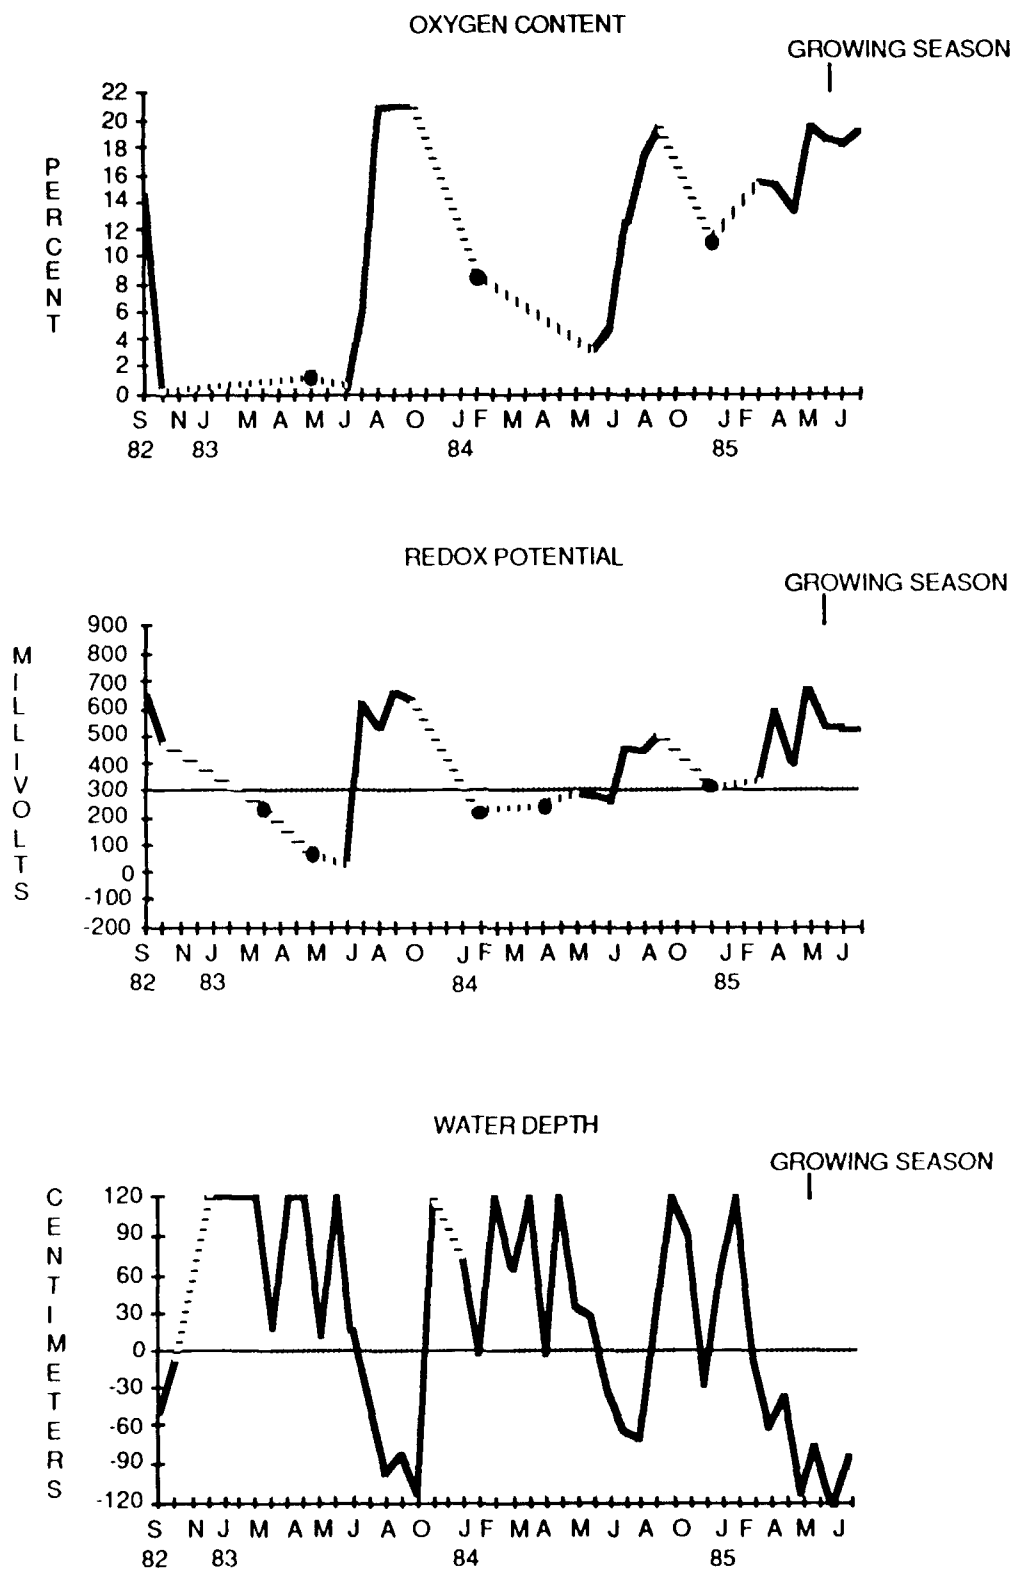 OXYGEN CONTENT
GROWING SEASON
PERCENT
22
20
18
16
14
12
10
8
6
4
2
0
S N J M A M J A O J F M A M J A O J F A M J
82 83 84 85
REDOX POTENTIAL
GROWING SEASON
MILLIVOLTS
900
800
700
600
500
400
300
200
100
0
-100
-200
S N J M A M J A O J F M A M J A O J F A M J
82 83 84 85
WATER DEPTH
GROWING SEASON
CENTIMETERS
120
90
60
30
0
-30
-60
-90
-120
S N J M A M J A O J F M A M J A O J F A M J
82 83 84 85